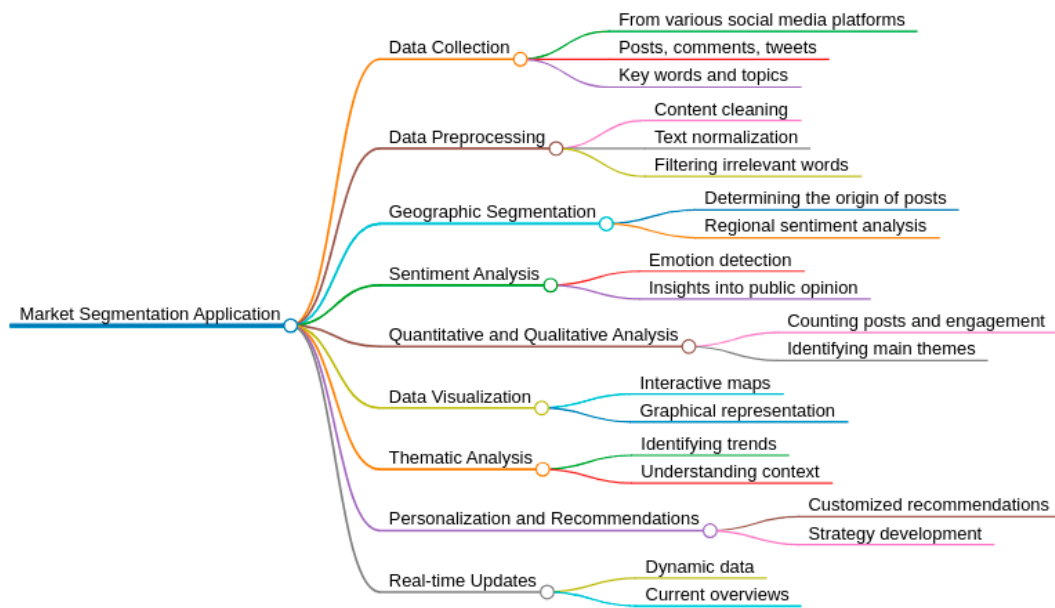 Market Segmentation Application
Data Collection
From various social media platforms
Posts, comments, tweets
Key words and topics
Data Preprocessing
Content cleaning
Text normalization
Filtering irrelevant words
Geographic Segmentation
Determining the origin of posts
Regional sentiment analysis
Sentiment Analysis
Emotion detection
Insights into public opinion
Quantitative and Qualitative Analysis
Counting posts and engagement
Identifying main themes
Data Visualization
Interactive maps
Graphical representation
Thematic Analysis
Identifying trends
Understanding context
Personalization and Recommendations
Customized recommendations
Strategy development
Real-time Updates
Dynamic data
Current overviews